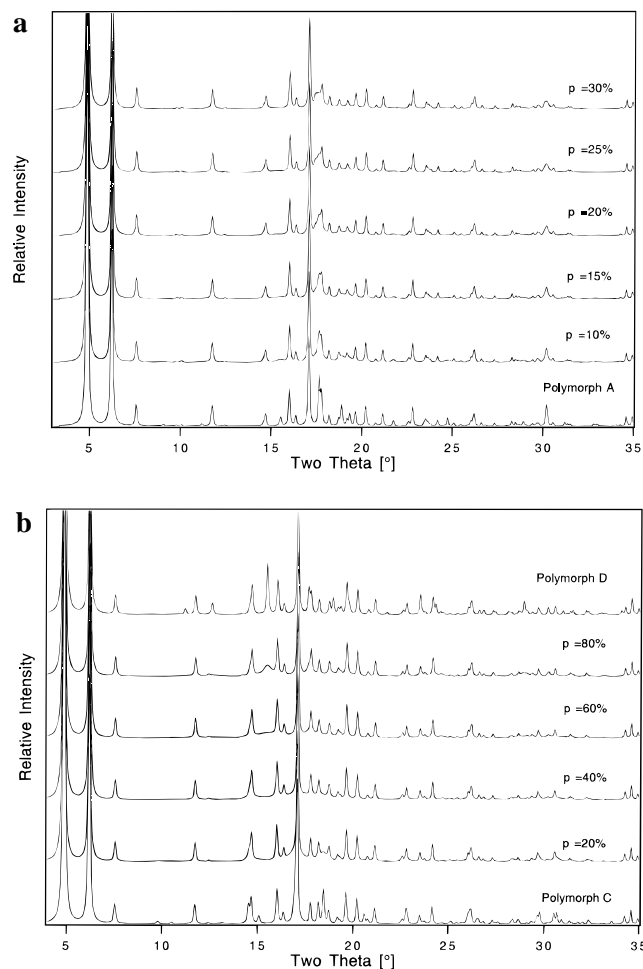 a
p =30%
p =25%
p =20%
p =15%
p =10%
Polymorph A
Relative Intensity
5 10 15 20 25 30 35
Two Theta [°]
b
Polymorph D
p =80%
p =60%
p =40%
p =20%
Polymorph C
Relative Intensity
5 10 15 20 25 30 35
Two Theta [°]